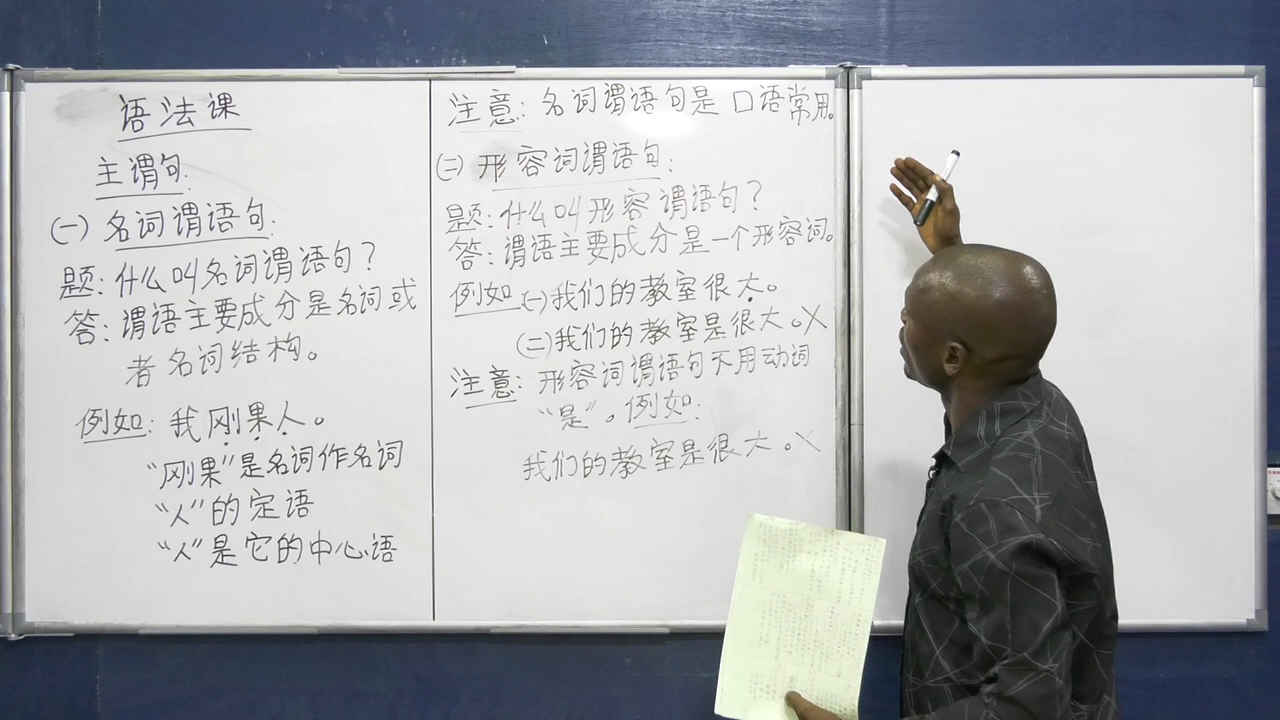 语法课
主谓句.
(一) 名词谓语句.
题: 什么叫名词谓语句?
答: 谓语主要成分是名词或
者名词结构。
例如: 我刚果人。
"刚果"是名词作名词
"人"的定语
"人"是它的中心语
注意: 名词谓语句是口语常用。
(二) 形容词谓语句.
题: 什么叫形容谓语句?
答: 谓语主要成分是一个形容词。
例如 (一) 我们的教室很大。
(二) 我们的教室是很大。X
注意: 形容词谓语句不用动词
"是"。例如:
我们的教室是很大。X